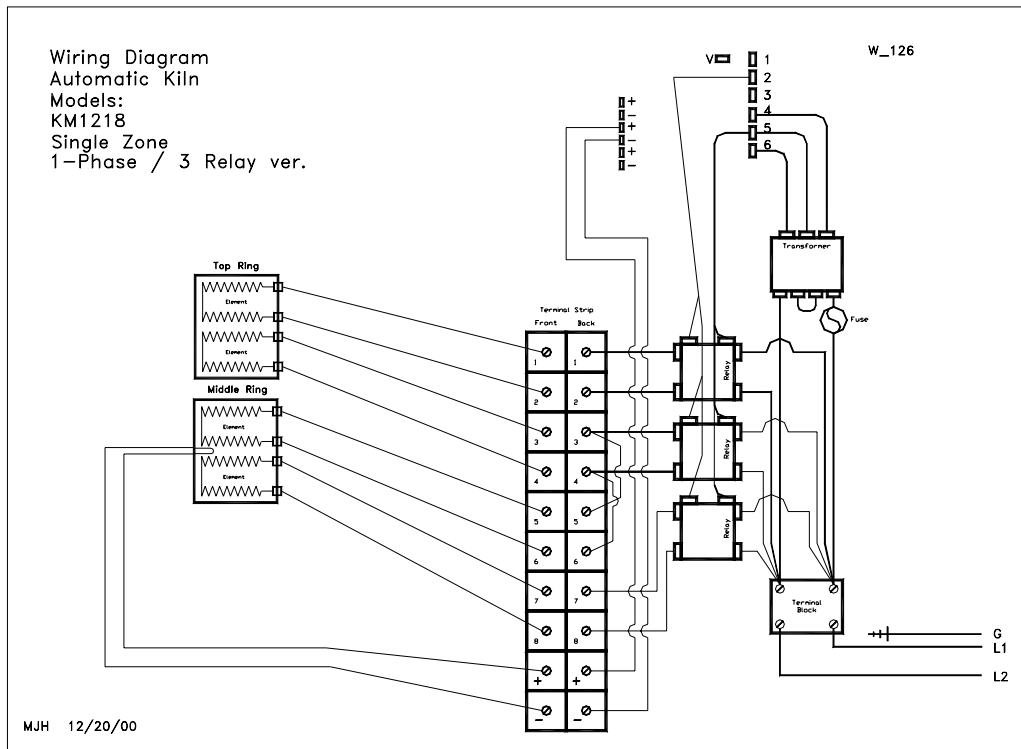 Wiring Diagram
Automatic Kiln
Models:
KM1218
Single Zone
1-Phase / 3 Relay ver.
W_126
V
1
2
3
4
5
6
+
-
+
-
+
-
Transformer
Fuse
Top Ring
Element
Element
Middle Ring
Element
Element
Terminal Strip
Front Back
1 1
2 2
3 3
4 4
5 5
6 6
7 7
8 8
+ +
- -
Relay
Relay
Relay
Terminal
Block
G
L1
L2
MJH 12/20/00